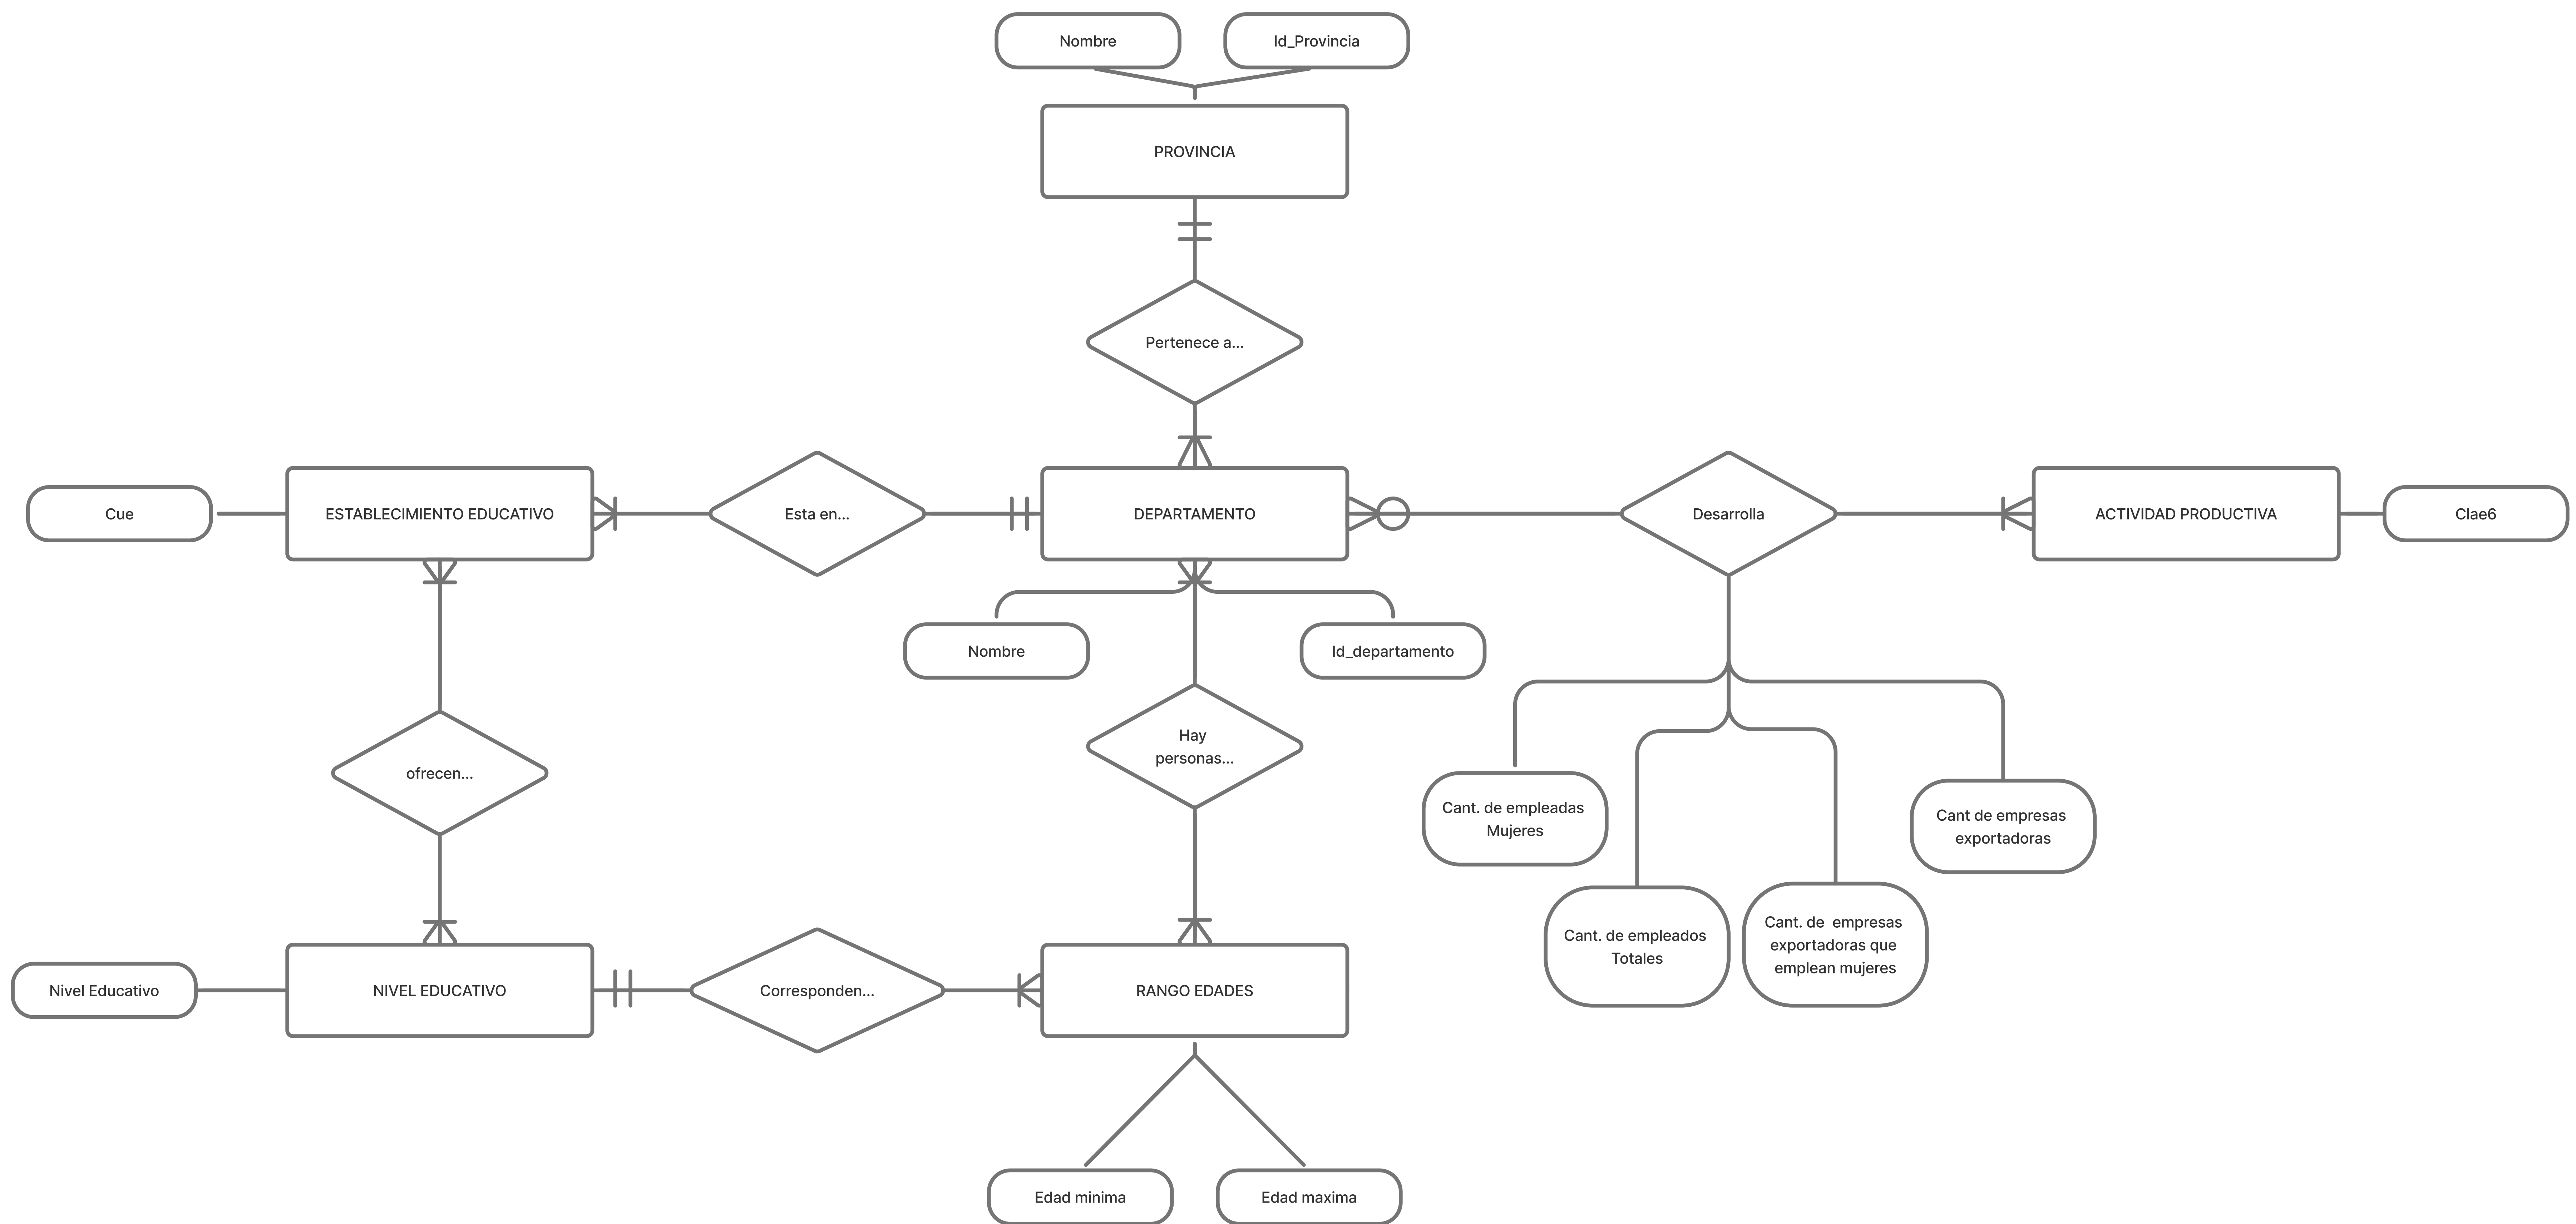 Nombre
Id_Provincia
PROVINCIA
Pertenece a...
Cue
ESTABLECIMIENTO EDUCATIVO
Esta en...
DEPARTAMENTO
Desarrolla
ACTIVIDAD PRODUCTIVA
Clae6
Nombre
Id_departamento
ofrecen...
Hay
personas...
Cant. de empleadas
Mujeres
Cant de empresas
exportadoras
Cant. de empleados
Totales
Cant. de  empresas
exportadoras que
emplean mujeres
Nivel Educativo
NIVEL EDUCATIVO
Corresponden...
RANGO EDADES
Edad minima
Edad maxima